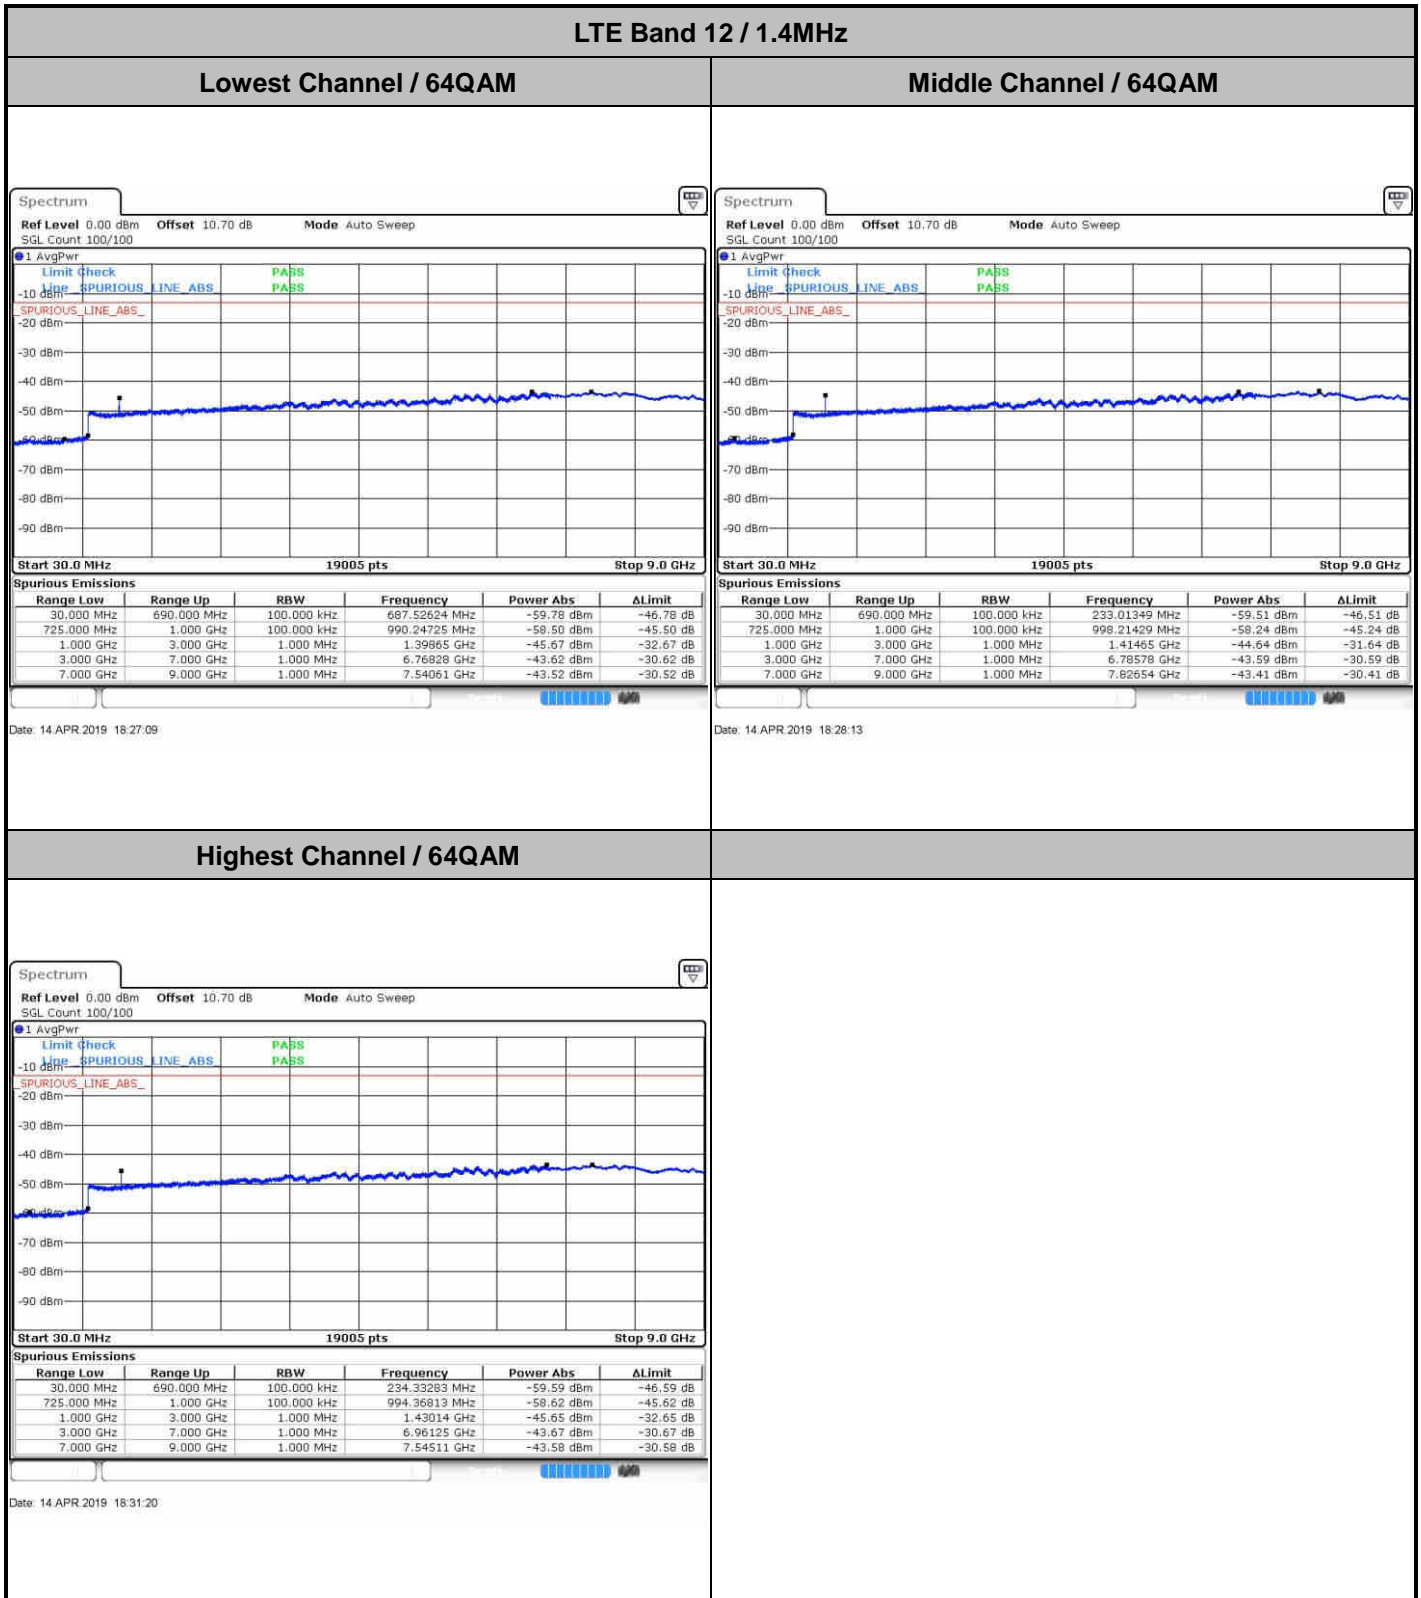 LTE Band 12 / 1.4MHz
Lowest Channel / 64QAM
Middle Channel / 64QAM
Spectrum
Ref Level 0.00 dBm Offset 10.70 dB Mode Auto Sweep
SGL Count 100/100
1 AvgPwr
Limit Check PASS
Line _SPURIOUS_LINE_ABS_ PASS
-10 dBm
_SPURIOUS_LINE_ABS_
-20 dBm
-30 dBm
-40 dBm
-50 dBm
-60 dBm
-70 dBm
-80 dBm
-90 dBm
Start 30.0 MHz 19005 pts Stop 9.0 GHz
Spurious Emissions
Range Low Range Up RBW Frequency Power Abs ΔLimit
30.000 MHz 690.000 MHz 100.000 kHz 687.52624 MHz -59.78 dBm -46.78 dB
725.000 MHz 1.000 GHz 100.000 kHz 990.24725 MHz -58.50 dBm -45.50 dB
1.000 GHz 3.000 GHz 1.000 MHz 1.39865 GHz -45.67 dBm -32.67 dB
3.000 GHz 7.000 GHz 1.000 MHz 6.76828 GHz -43.62 dBm -30.62 dB
7.000 GHz 9.000 GHz 1.000 MHz 7.54061 GHz -43.52 dBm -30.52 dB
Date: 14.APR.2019 18:27:09
Spectrum
Ref Level 0.00 dBm Offset 10.70 dB Mode Auto Sweep
SGL Count 100/100
1 AvgPwr
Limit Check PASS
Line _SPURIOUS_LINE_ABS_ PASS
-10 dBm
_SPURIOUS_LINE_ABS_
-20 dBm
-30 dBm
-40 dBm
-50 dBm
-60 dBm
-70 dBm
-80 dBm
-90 dBm
Start 30.0 MHz 19005 pts Stop 9.0 GHz
Spurious Emissions
Range Low Range Up RBW Frequency Power Abs ΔLimit
30.000 MHz 690.000 MHz 100.000 kHz 233.01349 MHz -59.51 dBm -46.51 dB
725.000 MHz 1.000 GHz 100.000 kHz 998.21429 MHz -58.24 dBm -45.24 dB
1.000 GHz 3.000 GHz 1.000 MHz 1.41465 GHz -44.64 dBm -31.64 dB
3.000 GHz 7.000 GHz 1.000 MHz 6.78578 GHz -43.59 dBm -30.59 dB
7.000 GHz 9.000 GHz 1.000 MHz 7.82654 GHz -43.41 dBm -30.41 dB
Date: 14.APR.2019 18:28:13
Highest Channel / 64QAM
Spectrum
Ref Level 0.00 dBm Offset 10.70 dB Mode Auto Sweep
SGL Count 100/100
1 AvgPwr
Limit Check PASS
Line _SPURIOUS_LINE_ABS_ PASS
-10 dBm
_SPURIOUS_LINE_ABS_
-20 dBm
-30 dBm
-40 dBm
-50 dBm
-60 dBm
-70 dBm
-80 dBm
-90 dBm
Start 30.0 MHz 19005 pts Stop 9.0 GHz
Spurious Emissions
Range Low Range Up RBW Frequency Power Abs ΔLimit
30.000 MHz 690.000 MHz 100.000 kHz 234.33283 MHz -59.59 dBm -46.59 dB
725.000 MHz 1.000 GHz 100.000 kHz 994.36813 MHz -58.62 dBm -45.62 dB
1.000 GHz 3.000 GHz 1.000 MHz 1.43014 GHz -45.65 dBm -32.65 dB
3.000 GHz 7.000 GHz 1.000 MHz 6.96125 GHz -43.67 dBm -30.67 dB
7.000 GHz 9.000 GHz 1.000 MHz 7.54511 GHz -43.58 dBm -30.58 dB
Date: 14.APR.2019 18:31:20